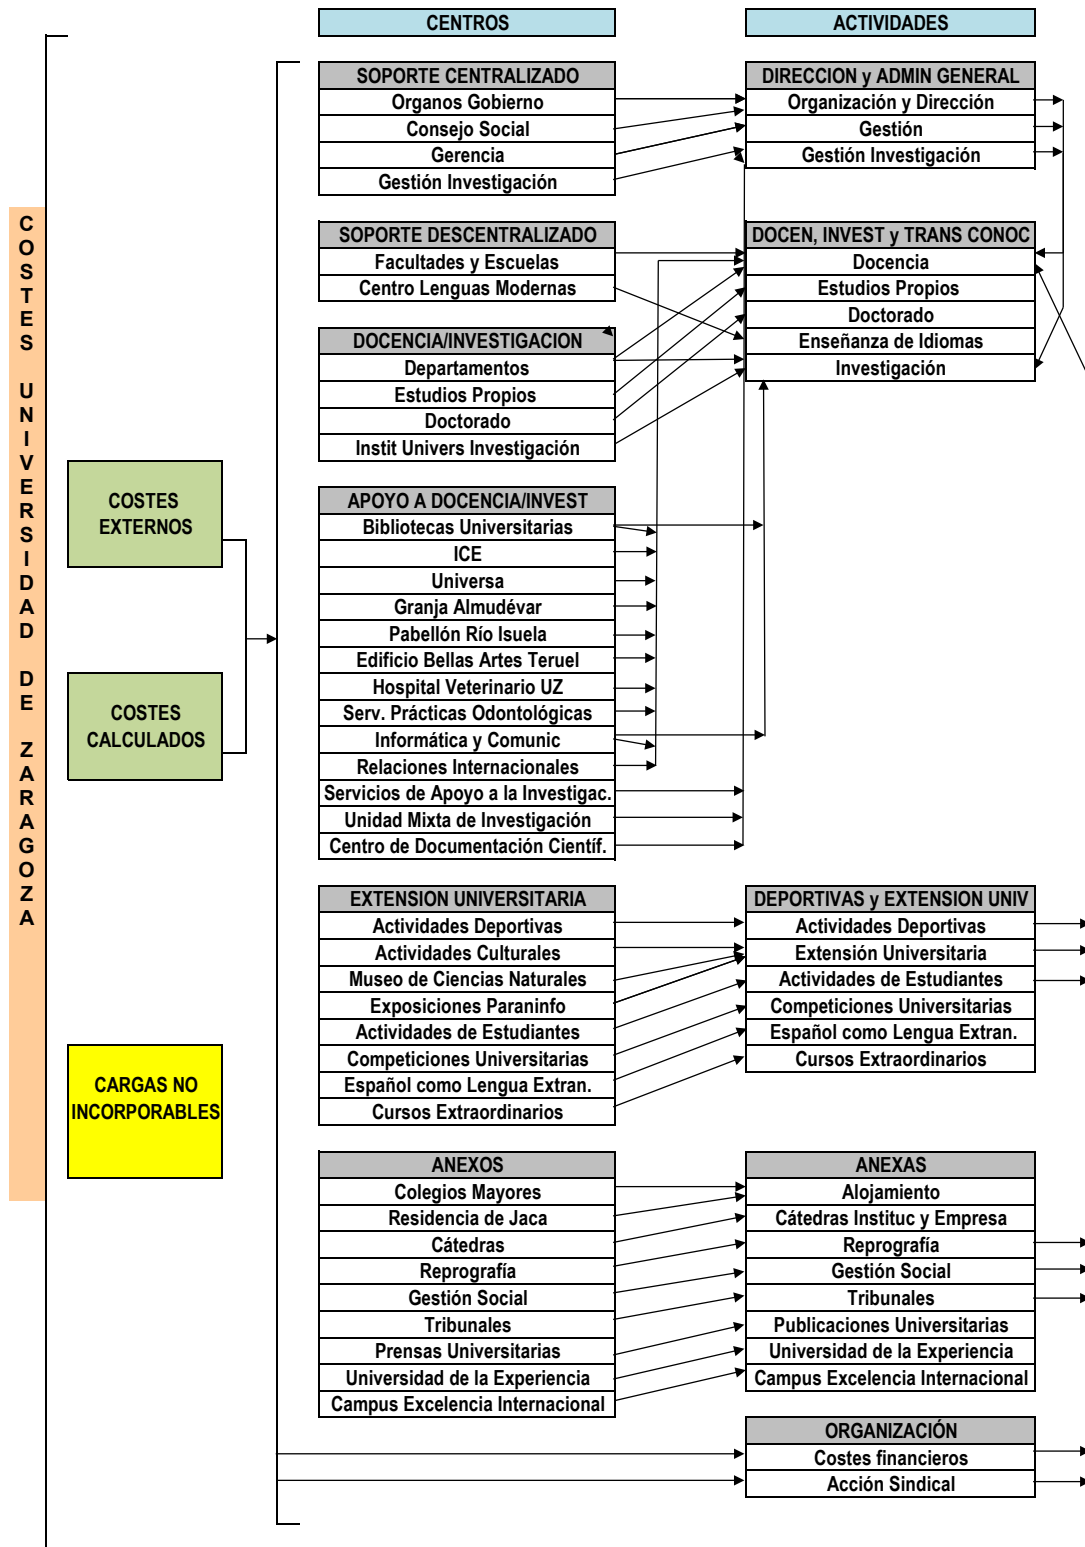 COSTES UNIVERSIDAD DE ZARAGOZA
COSTES
EXTERNOS
COSTES
CALCULADOS
CARGAS NO
INCORPORABLES
CENTROS
SOPORTE CENTRALIZADO
Organos Gobierno
Consejo Social
Gerencia
Gestión Investigación
SOPORTE DESCENTRALIZADO
Facultades y Escuelas
Centro Lenguas Modernas
DOCENCIA/INVESTIGACION
Departamentos
Estudios Propios
Doctorado
Instit Univers Investigación
APOYO A DOCENCIA/INVEST
Bibliotecas Universitarias
ICE
Universa
Granja Almudévar
Pabellón Río Isuela
Edificio Bellas Artes Teruel
Hospital Veterinario UZ
Serv. Prácticas Odontológicas
Informática y Comunic
Relaciones Internacionales
Servicios de Apoyo a la Investigac.
Unidad Mixta de Investigación
Centro de Documentación Científ.
EXTENSION UNIVERSITARIA
Actividades Deportivas
Actividades Culturales
Museo de Ciencias Naturales
Exposiciones Paraninfo
Actividades de Estudiantes
Competiciones Universitarias
Español como Lengua Extran.
Cursos Extraordinarios
ANEXOS
Colegios Mayores
Residencia de Jaca
Cátedras
Reprografía
Gestión Social
Tribunales
Prensas Universitarias
Universidad de la Experiencia
Campus Excelencia Internacional
ACTIVIDADES
DIRECCION y ADMIN GENERAL
Organización y Dirección
Gestión
Gestión Investigación
DOCEN, INVEST y TRANS CONOC
Docencia
Estudios Propios
Doctorado
Enseñanza de Idiomas
Investigación
DEPORTIVAS y EXTENSION UNIV
Actividades Deportivas
Extensión Universitaria
Actividades de Estudiantes
Competiciones Universitarias
Español como Lengua Extran.
Cursos Extraordinarios
ANEXAS
Alojamiento
Cátedras Instituc y Empresa
Reprografía
Gestión Social
Tribunales
Publicaciones Universitarias
Universidad de la Experiencia
Campus Excelencia Internacional
ORGANIZACIÓN
Costes financieros
Acción Sindical